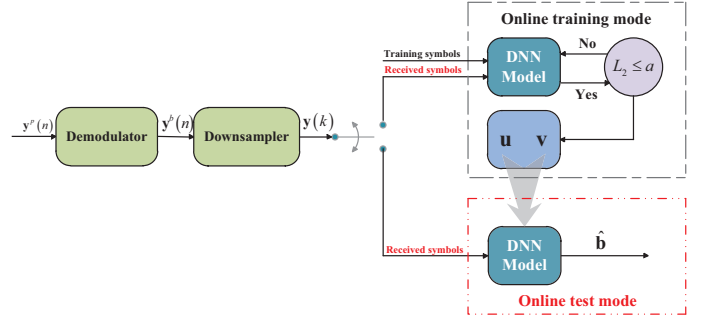 Online training mode
Training symbols
Received symbols
DNN
Model
No
Yes
L₂ ≤ a
yᵖ(n)
Demodulator
yᵇ(n)
Downsampler
y(k)
u v
Received symbols
DNN
Model
b̂
Online test mode